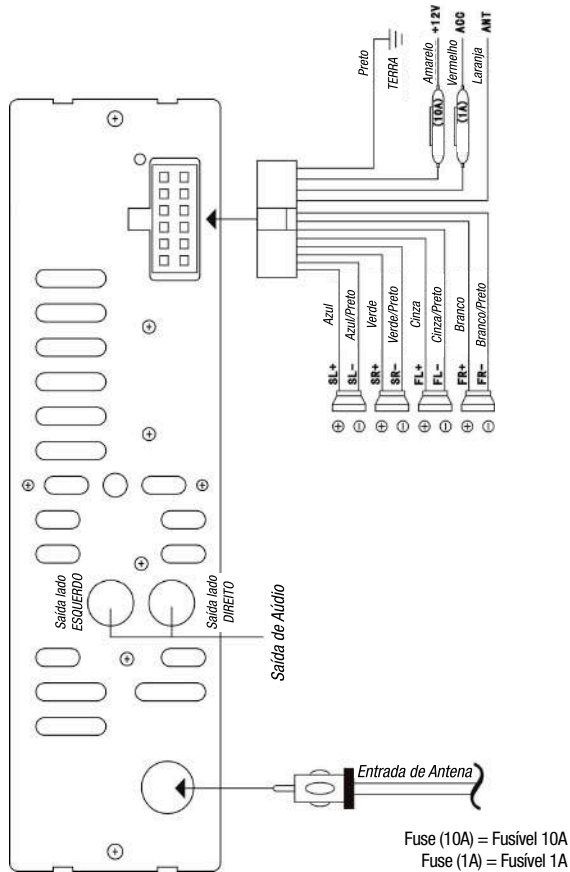 Preto
TERRA
Amarelo
+12V
(10A)
Vermelho
ACC
(1A)
Laranja
ANT
Azul
SL+
Azul/Preto
SL-
Verde
SR+
Verde/Preto
SR-
Cinza
FL+
Cinza/Preto
FL-
Branco
FR+
Branco/Preto
FR-
Saída lado
ESQUERDO
Saída lado
DIREITO
Saída de Aúdio
Entrada de Antena
Fuse (10A) = Fusível 10A
Fuse (1A) = Fusível 1A